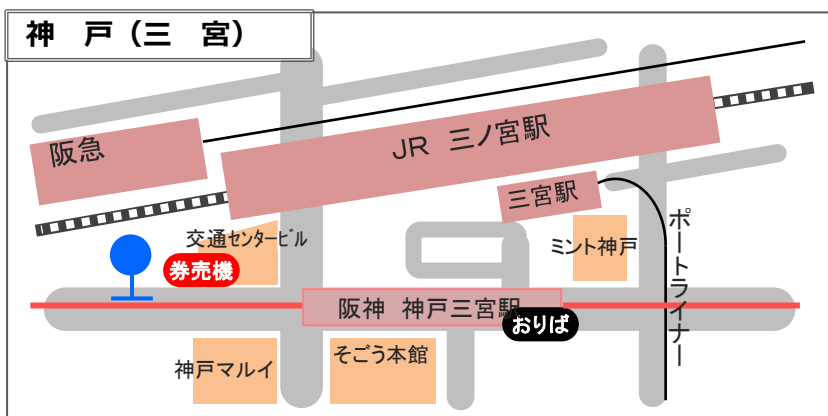 神　戸（三　宮）
阪急
JR 三ノ宮駅
三宮駅
交通センタービル
券売機
ミント神戸
ポートライナー
阪神 神戸三宮駅
おりば
神戸マルイ
そごう本館